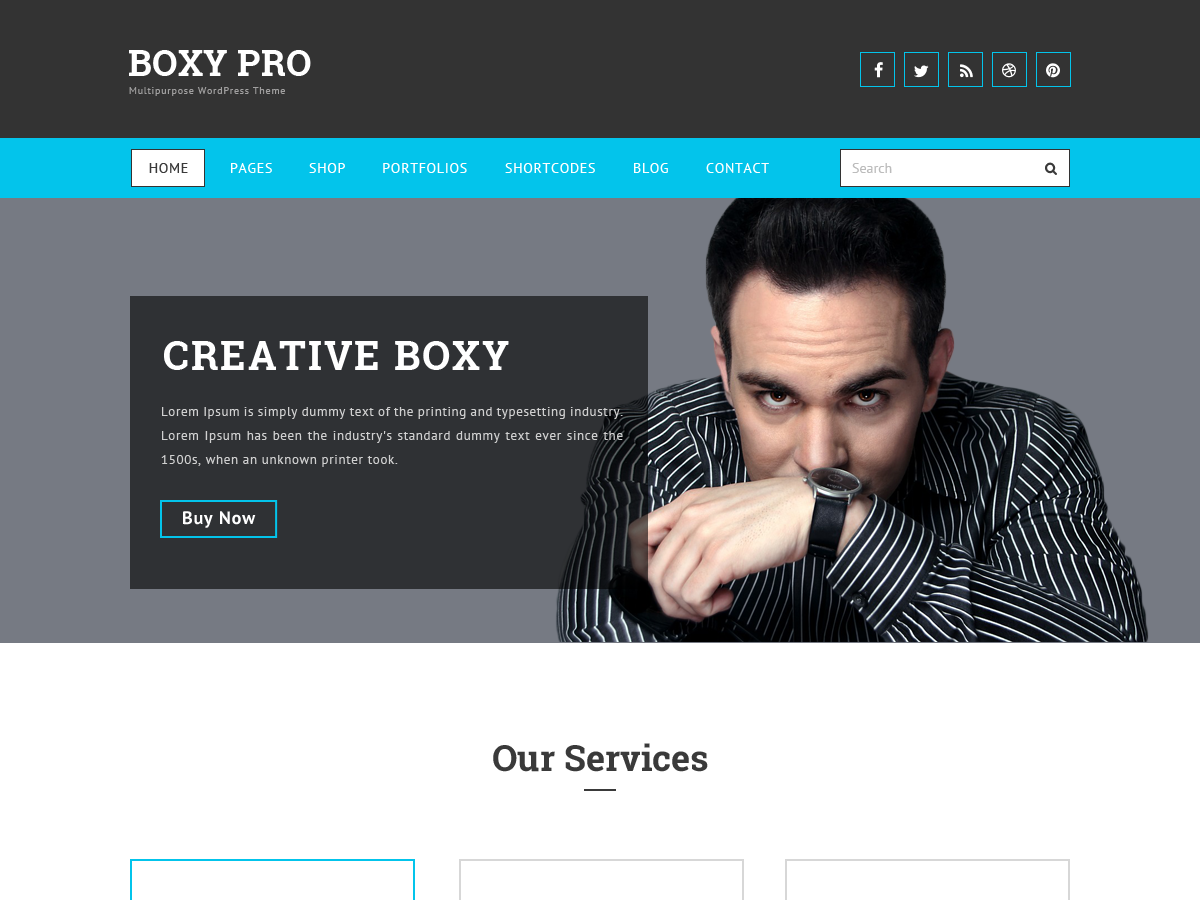 BOXY PRO
Multipurpose WordPress Theme
HOME PAGES SHOP PORTFOLIOS SHORTCODES BLOG CONTACT Search
CREATIVE BOXY
Lorem Ipsum is simply dummy text of the printing and typesetting industry.
Lorem Ipsum has been the industry's standard dummy text ever since the
1500s, when an unknown printer took.
Buy Now
Our Services